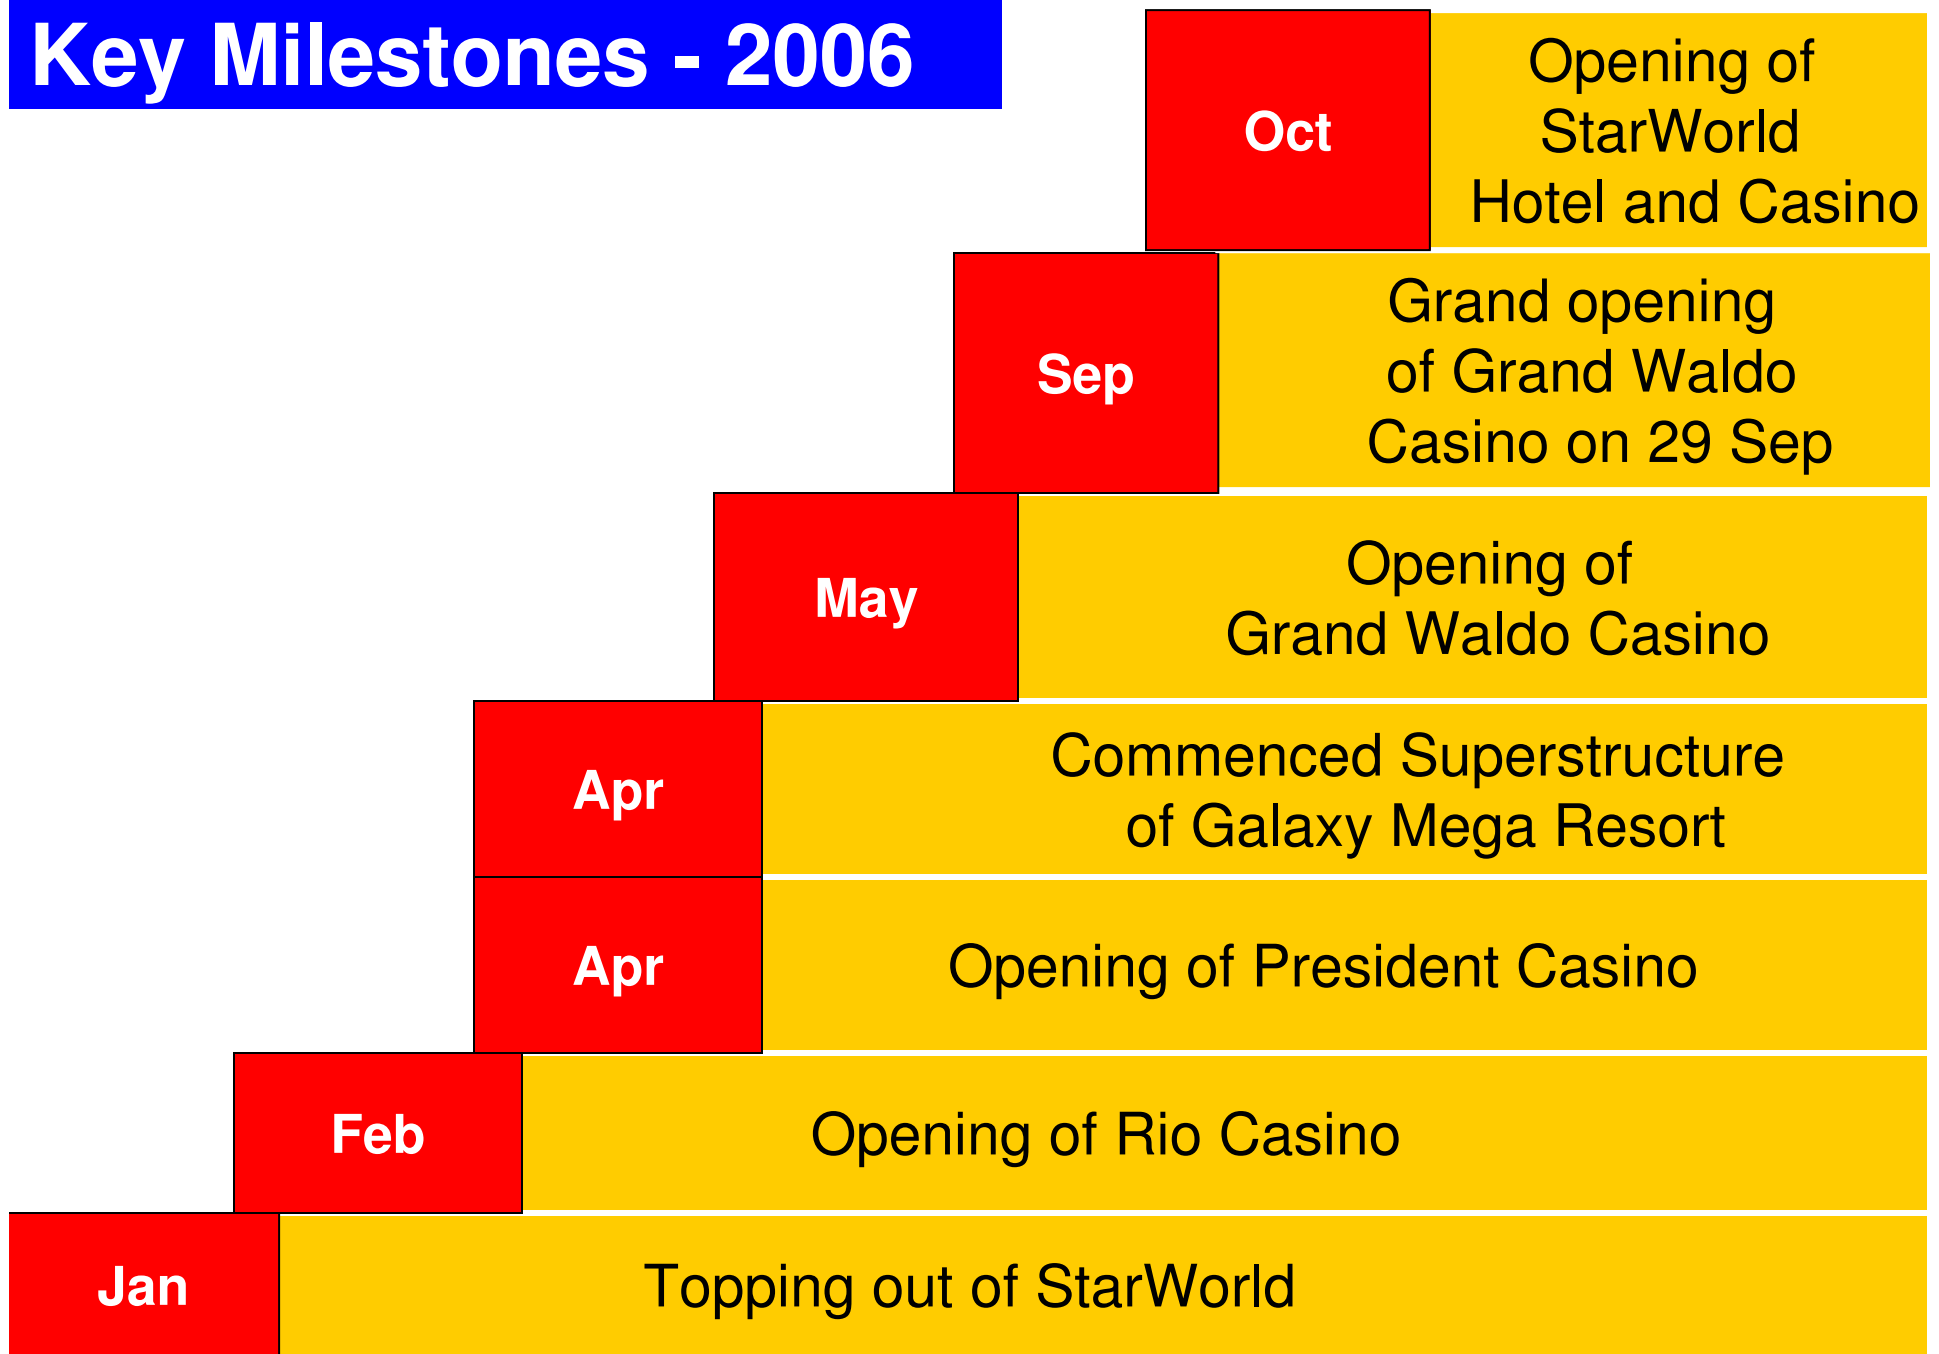 Key Milestones - 2006
Oct
Opening of
StarWorld
Hotel and Casino
Sep
Grand opening
of Grand Waldo
Casino on 29 Sep
May
Opening of
Grand Waldo Casino
Apr
Commenced Superstructure
of Galaxy Mega Resort
Apr
Opening of President Casino
Feb
Opening of Rio Casino
Jan
Topping out of StarWorld